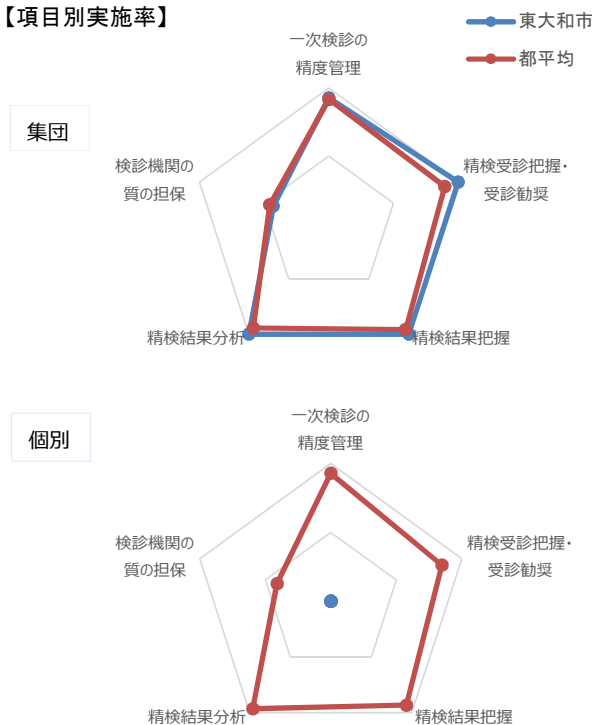 【項目別実施率】
東大和市
都平均
集団
一次検診の
精度管理
精検受診把握・
受診勧奨
検診機関の
質の担保
精検結果分析
精検結果把握
個別
一次検診の
精度管理
精検受診把握・
受診勧奨
検診機関の
質の担保
精検結果分析
精検結果把握